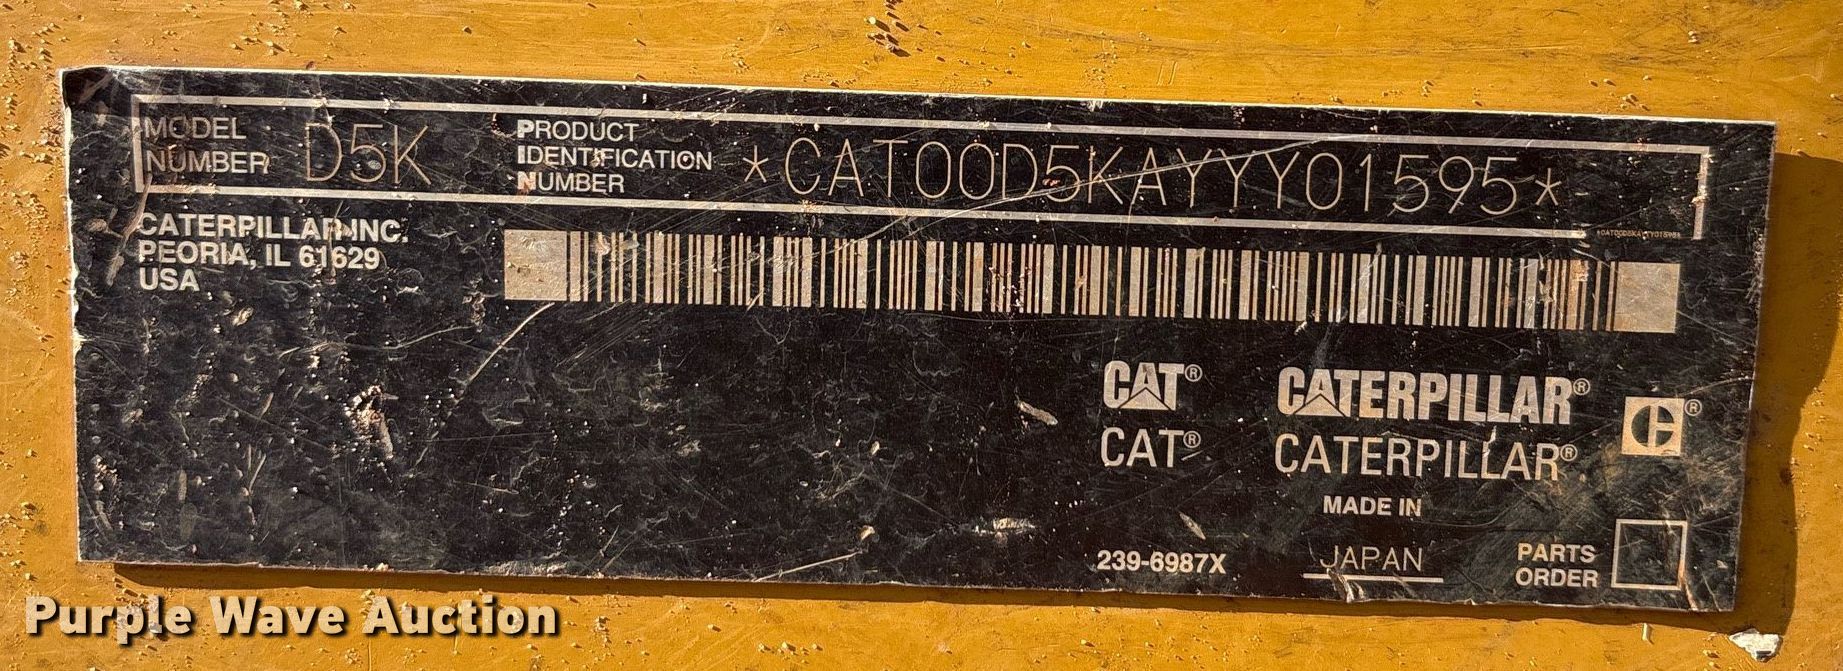 MODEL NUMBER D5K
PRODUCT IDENTIFICATION NUMBER *CAT00D5KAYYY01595*
CATERPILLAR INC.
PEORIA, IL 61629
USA
CAT® CATERPILLAR® C®
CAT® CATERPILLAR®
MADE IN
239-6987X JAPAN
PARTS
ORDER
Purple Wave Auction